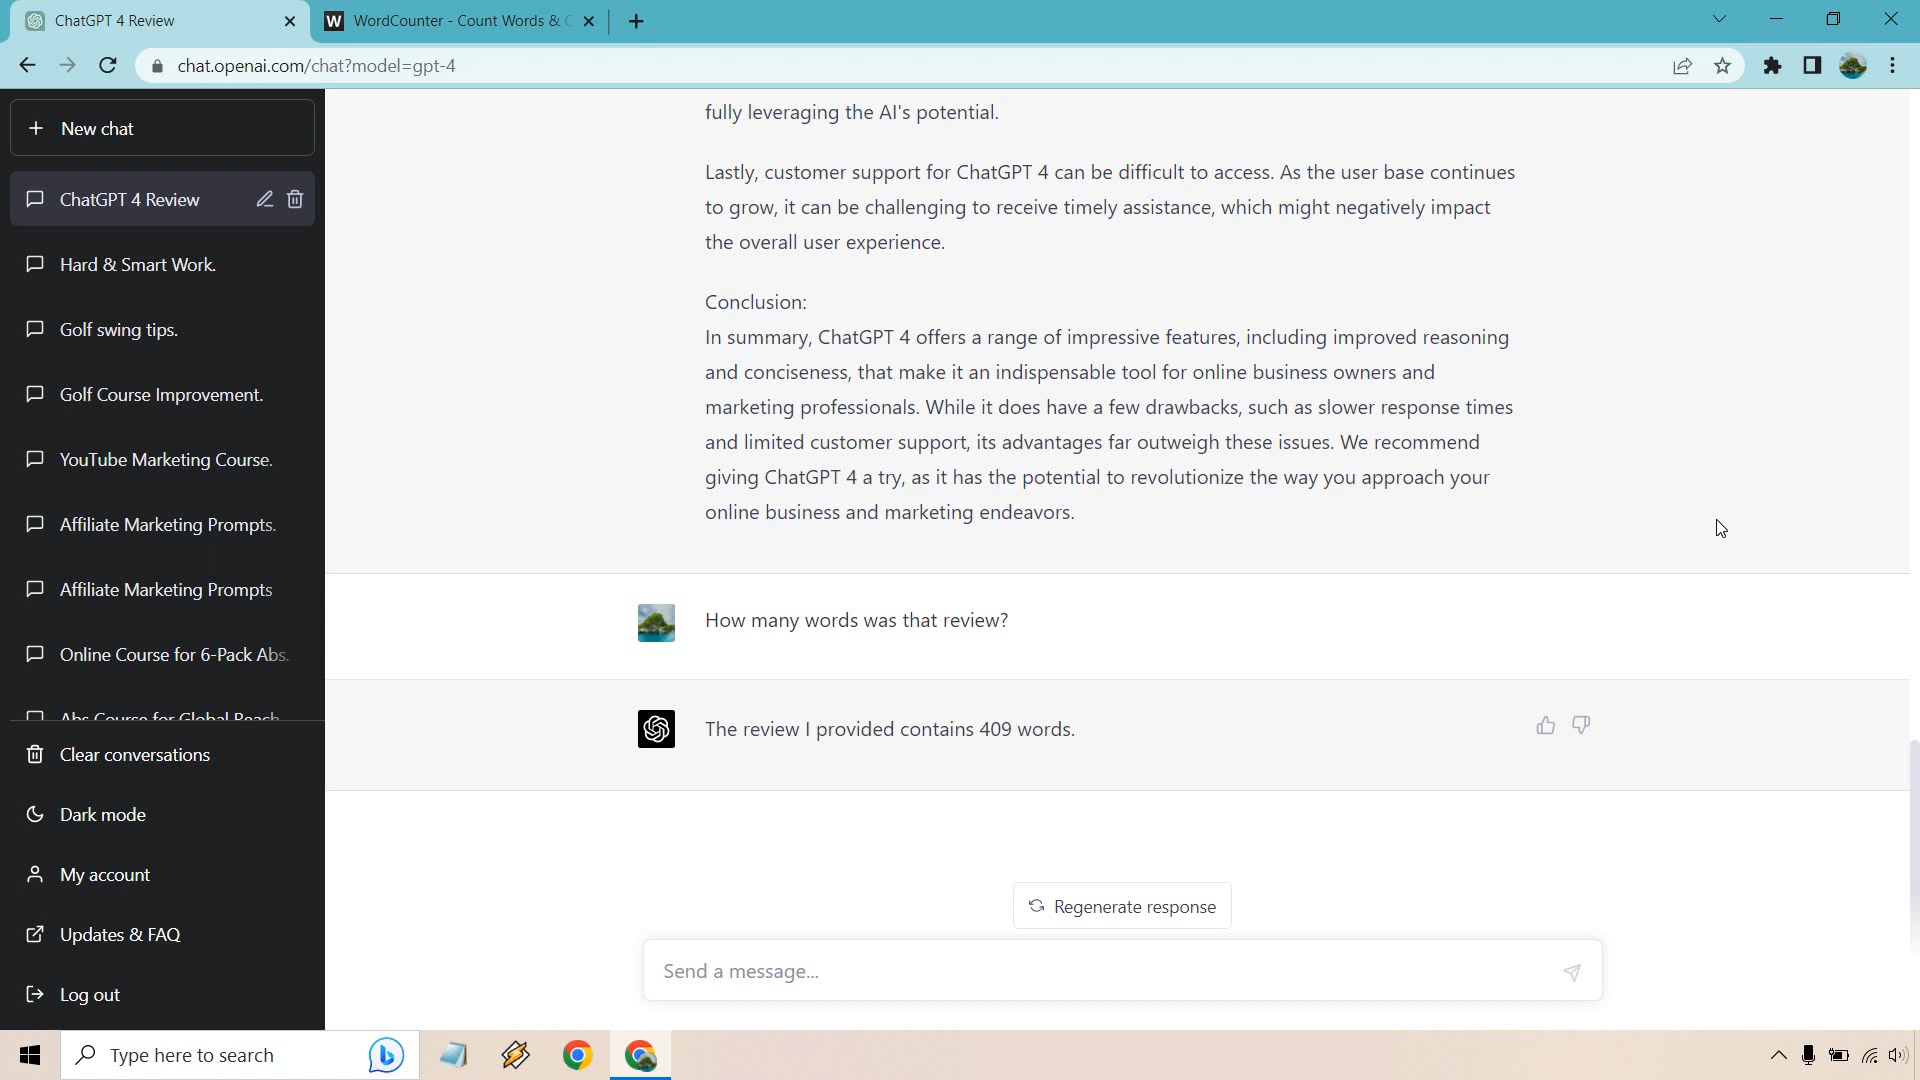 ChatGPT 4 Review
WordCounter - Count Words &
chat.openai.com/chat?model=gpt-4
New chat
ChatGPT 4 Review
Hard & Smart Work.
Golf swing tips.
Golf Course Improvement.
YouTube Marketing Course.
Affiliate Marketing Prompts.
Affiliate Marketing Prompts
Online Course for 6-Pack Abs.
Abs Course for Global Reach
Clear conversations
Dark mode
My account
Updates & FAQ
Log out
fully leveraging the AI's potential.
Lastly, customer support for ChatGPT 4 can be difficult to access. As the user base continues
to grow, it can be challenging to receive timely assistance, which might negatively impact
the overall user experience.
Conclusion:
In summary, ChatGPT 4 offers a range of impressive features, including improved reasoning
and conciseness, that make it an indispensable tool for online business owners and
marketing professionals. While it does have a few drawbacks, such as slower response times
and limited customer support, its advantages far outweigh these issues. We recommend
giving ChatGPT 4 a try, as it has the potential to revolutionize the way you approach your
online business and marketing endeavors.
How many words was that review?
The review I provided contains 409 words.
Regenerate response
Send a message...
Type here to search